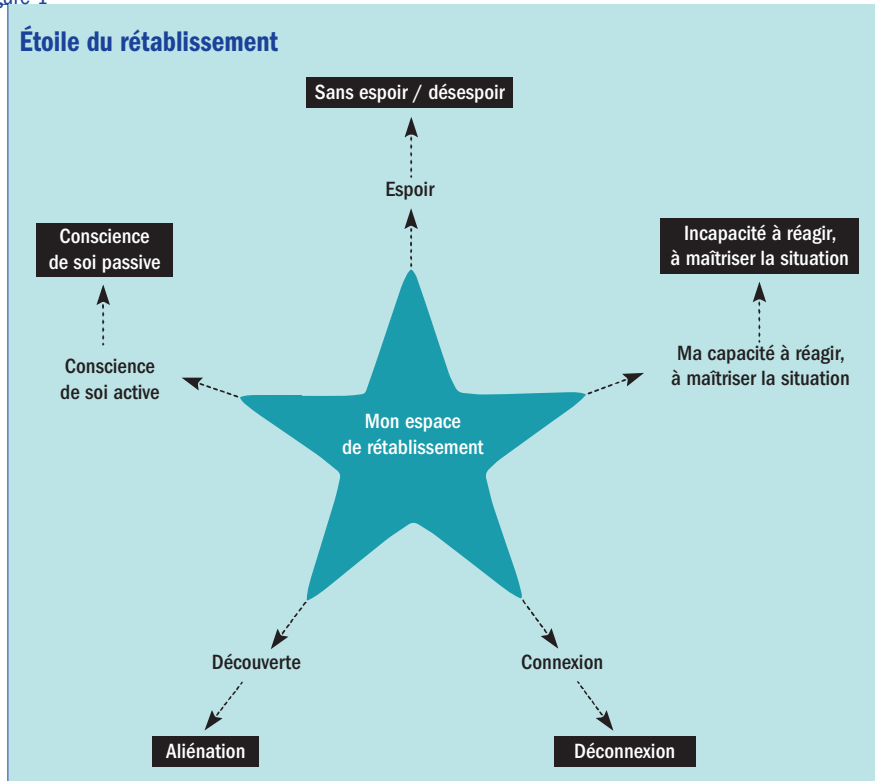 Étoile du rétablissement
Sans espoir / désespoir
Espoir
Conscience
de soi passive
Incapacité à réagir,
à maîtriser la situation
Conscience
de soi active
Ma capacité à réagir,
à maîtriser la situation
Mon espace
de rétablissement
Découverte
Connexion
Aliénation
Déconnexion